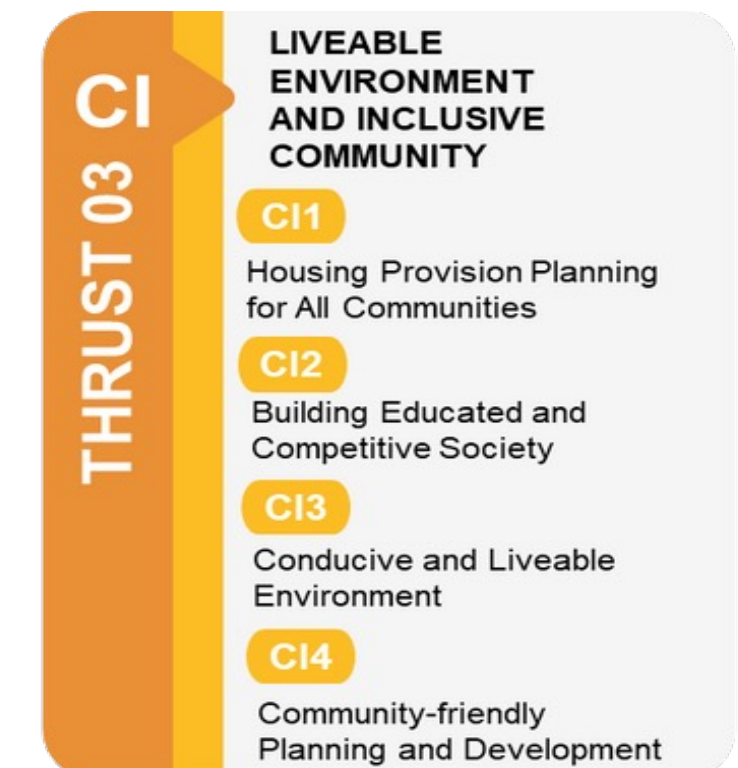 CI
THRUST 03
LIVEABLE
ENVIRONMENT
AND INCLUSIVE
COMMUNITY
CI1
Housing Provision Planning
for All Communities
CI2
Building Educated and
Competitive Society
CI3
Conducive and Liveable
Environment
CI4
Community-friendly
Planning and Development